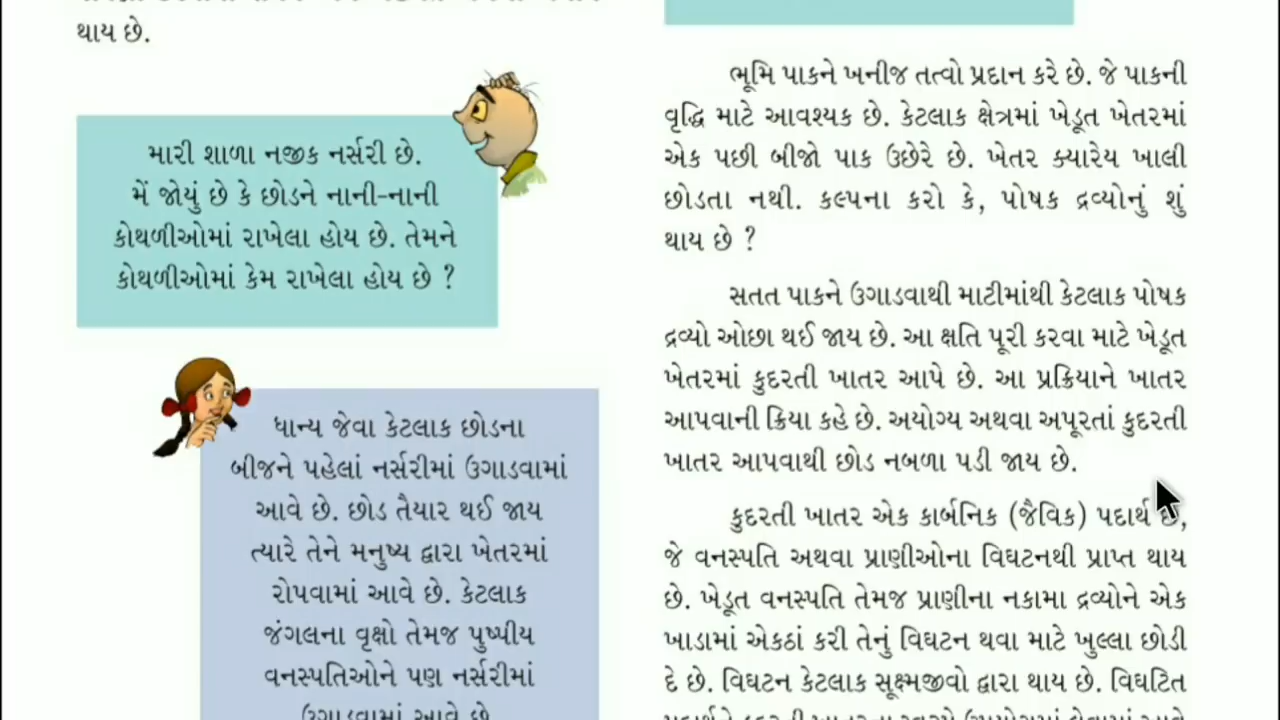 થાય છે.
મારી શાળા નજીક નર્સરી છે.
મેં જોયું છે કે છોડને નાની-નાની
કોથળીઓમાં રાખેલા હોય છે. તેમને
કોથળીઓમાં કેમ રાખેલા હોય છે ?
ધાન્ય જેવા કેટલાક છોડના
બીજને પહેલાં નર્સરીમાં ઉગાડવામાં
આવે છે. છોડ તૈયાર થઈ જાય
ત્યારે તેને મનુષ્ય દ્વારા ખેતરમાં
રોપવામાં આવે છે. કેટલાક
જંગલના વૃક્ષો તેમજ પુષ્પીય
વનસ્પતિઓને પણ નર્સરીમાં
ઉગાડવામાં આવે છે.
ભૂમિ પાકને ખનીજ તત્વો પ્રદાન કરે છે. જે પાકની
વૃદ્ધિ માટે આવશ્યક છે. કેટલાક ક્ષેત્રમાં ખેડૂત ખેતરમાં
એક પછી બીજો પાક ઉછેરે છે. ખેતર ક્યારેય ખાલી
છોડતા નથી. કલ્પના કરો કે, પોષક દ્રવ્યોનું શું
થાય છે ?
સતત પાકને ઉગાડવાથી માટીમાંથી કેટલાક પોષક
દ્રવ્યો ઓછા થઈ જાય છે. આ ક્ષતિ પૂરી કરવા માટે ખેડૂત
ખેતરમાં કુદરતી ખાતર આપે છે. આ પ્રક્રિયાને ખાતર
આપવાની ક્રિયા કહે છે. અયોગ્ય અથવા અપૂરતાં કુદરતી
ખાતર આપવાથી છોડ નબળા પડી જાય છે.
કુદરતી ખાતર એક કાર્બનિક (જૈવિક) પદાર્થ છે,
જે વનસ્પતિ અથવા પ્રાણીઓના વિઘટનથી પ્રાપ્ત થાય
છે. ખેડૂત વનસ્પતિ તેમજ પ્રાણીના નકામા દ્રવ્યોને એક
ખાડામાં એકઠાં કરી તેનું વિઘટન થવા માટે ખુલ્લા છોડી
દે છે. વિઘટન કેટલાક સૂક્ષ્મજીવો દ્વારા થાય છે. વિઘટિત